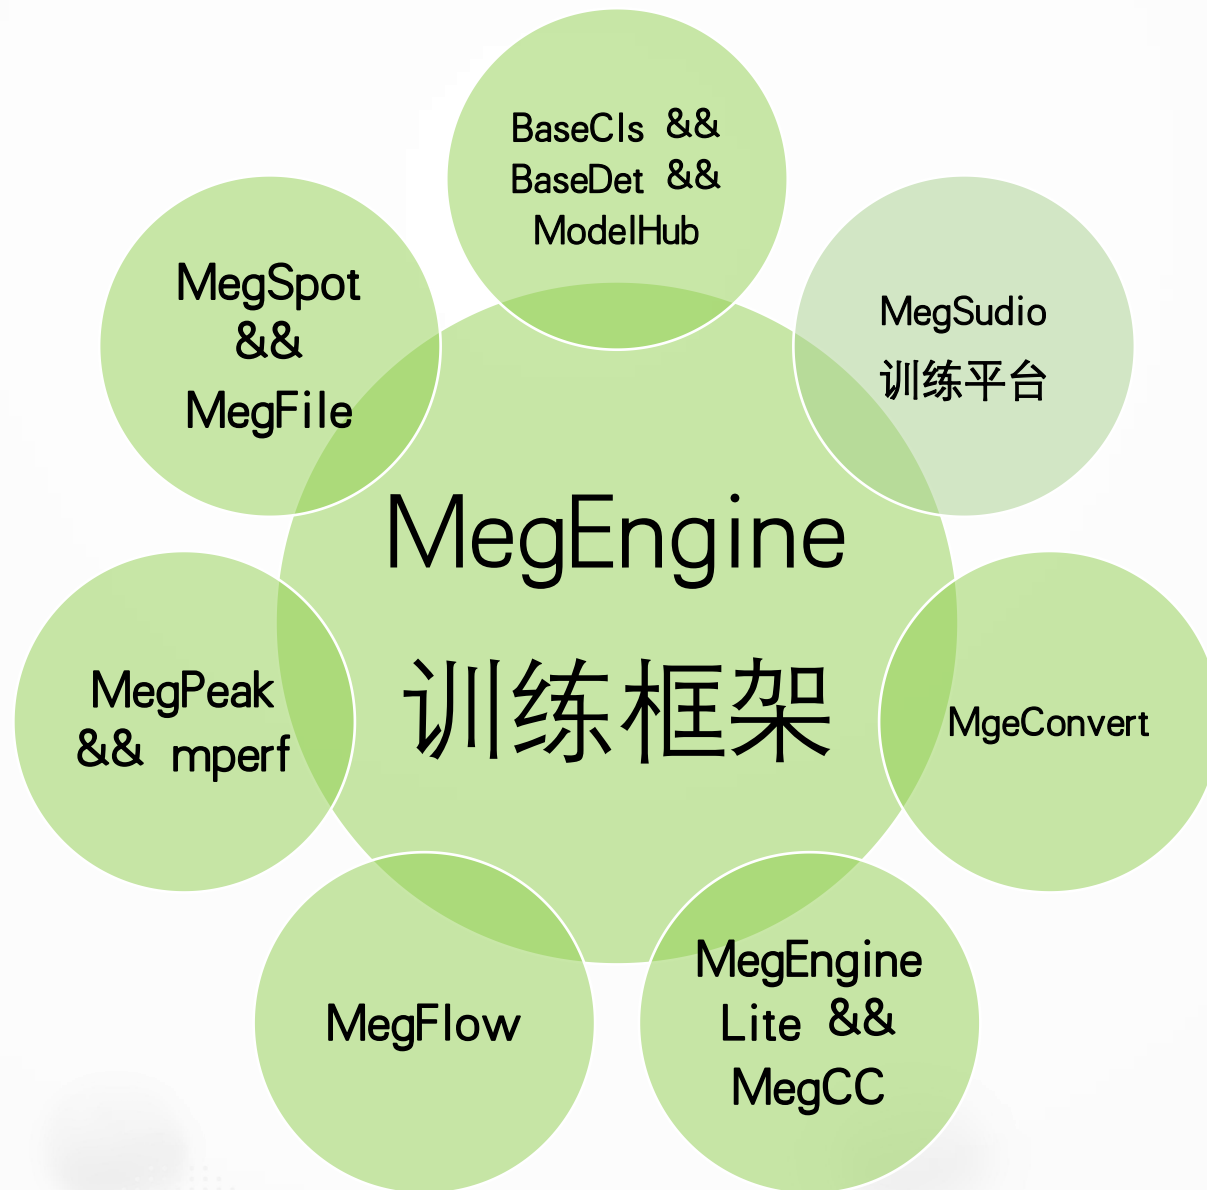 BaseCls &&
BaseDet &&
ModelHub
MegSudio
训练平台
MgeConvert
MegEngine
Lite &&
MegCC
MegFlow
MegPeak
&& mperf
MegSpot
&&
MegFile
MegEngine
训练框架